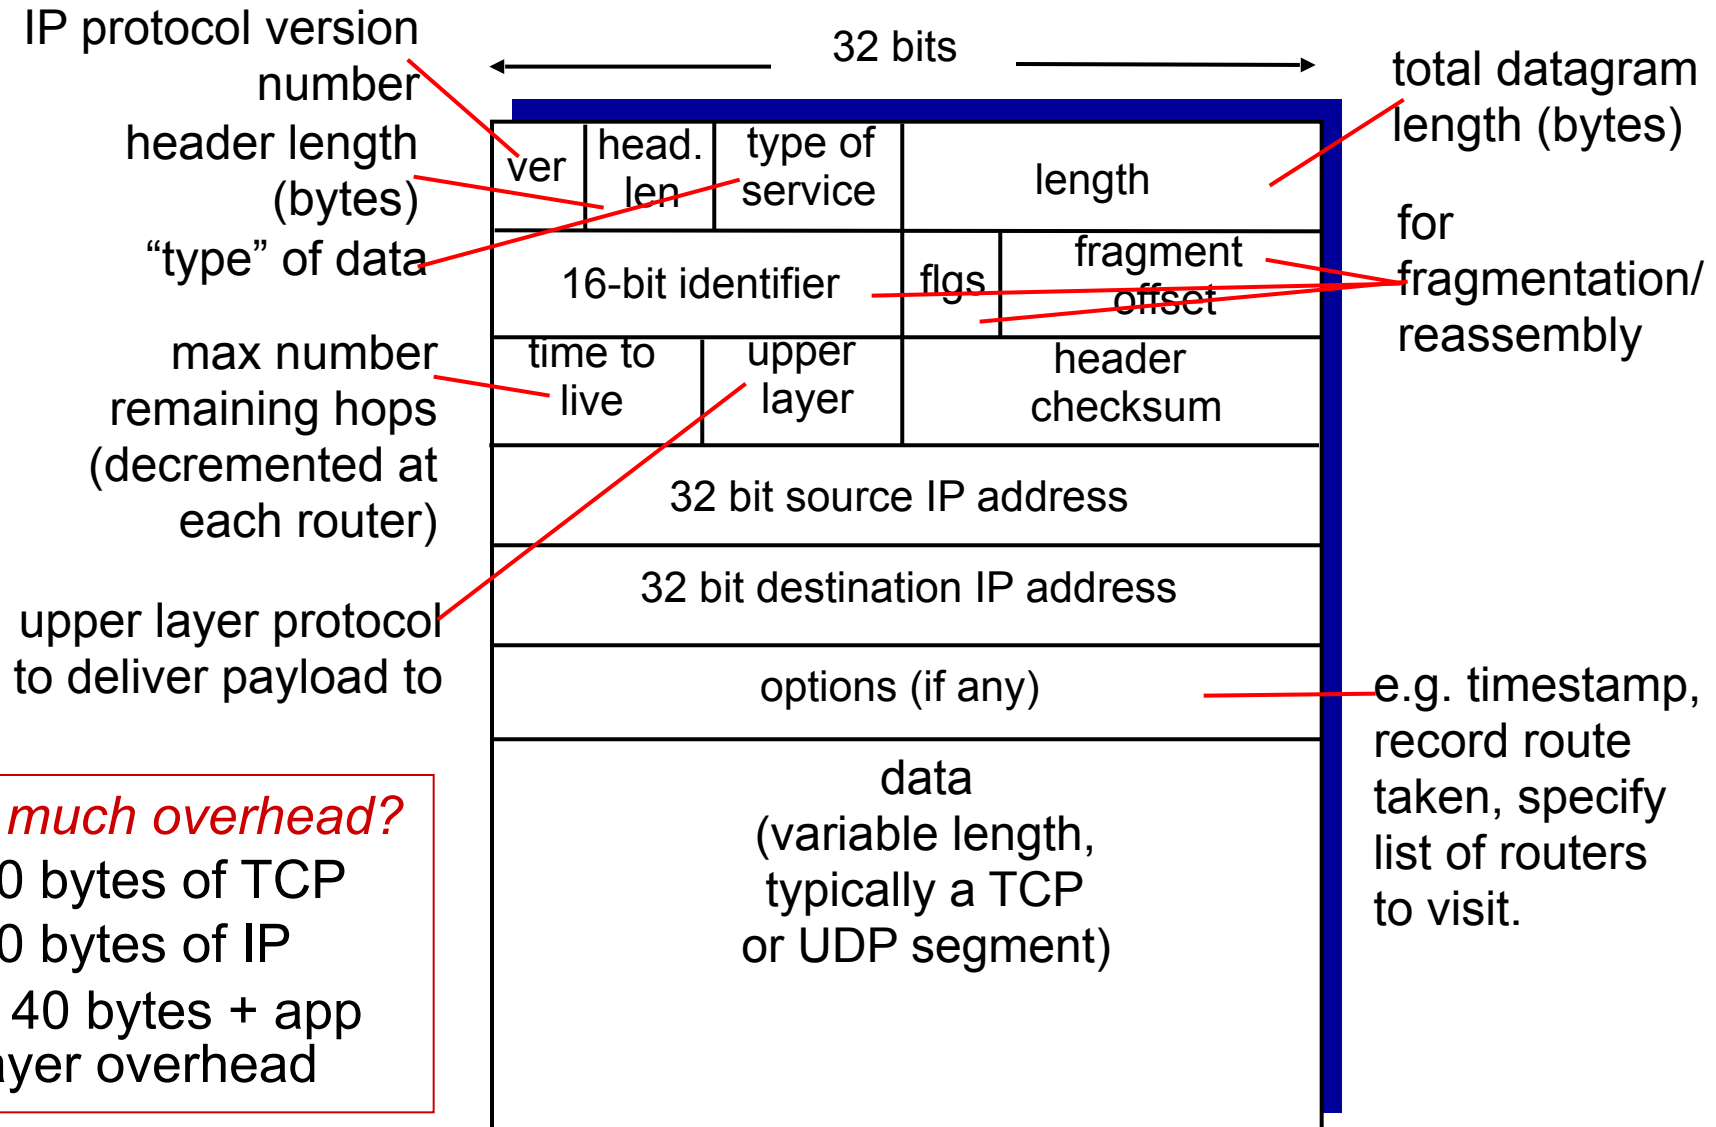 IP protocol version
number
header length
(bytes)
“type” of data
max number
remaining hops
(decremented at
each router)
upper layer protocol
to deliver payload to
much overhead?
0 bytes of TCP
0 bytes of IP
40 bytes + app
ayer overhead
32 bits
ver
head.
len
type of
service
length
16-bit identifier
flgs
fragment
offset
time to
live
upper
layer
header
checksum
32 bit source IP address
32 bit destination IP address
options (if any)
data
(variable length,
typically a TCP
or UDP segment)
total datagram
length (bytes)
for
fragmentation/
reassembly
e.g. timestamp,
record route
taken, specify
list of routers
to visit.